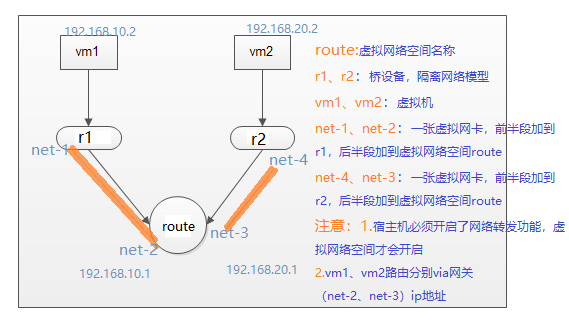 192.168.10.2
192.168.20.2
vm1
vm2
route:虚拟网络空间名称
r1、r2：桥设备，隔离网络模型
vm1、vm2：虚拟机
r1
r2
net-1、net-2：一张虚拟网卡，前半段加到
net-1
r1，后半段加到虚拟网络空间route
net-4
net-4、net-3：一张虚拟网卡，前半段加到
r2，后半段加到虚拟网络空间route
route
注意：1.宿主机必须开启了网络转发功能，虚
net-3
net-2
拟网络空间才会开启
192.168.10.1
192.168.20.1
2.vm1、vm2路由分别via网关
（net-2、net-3）ip地址